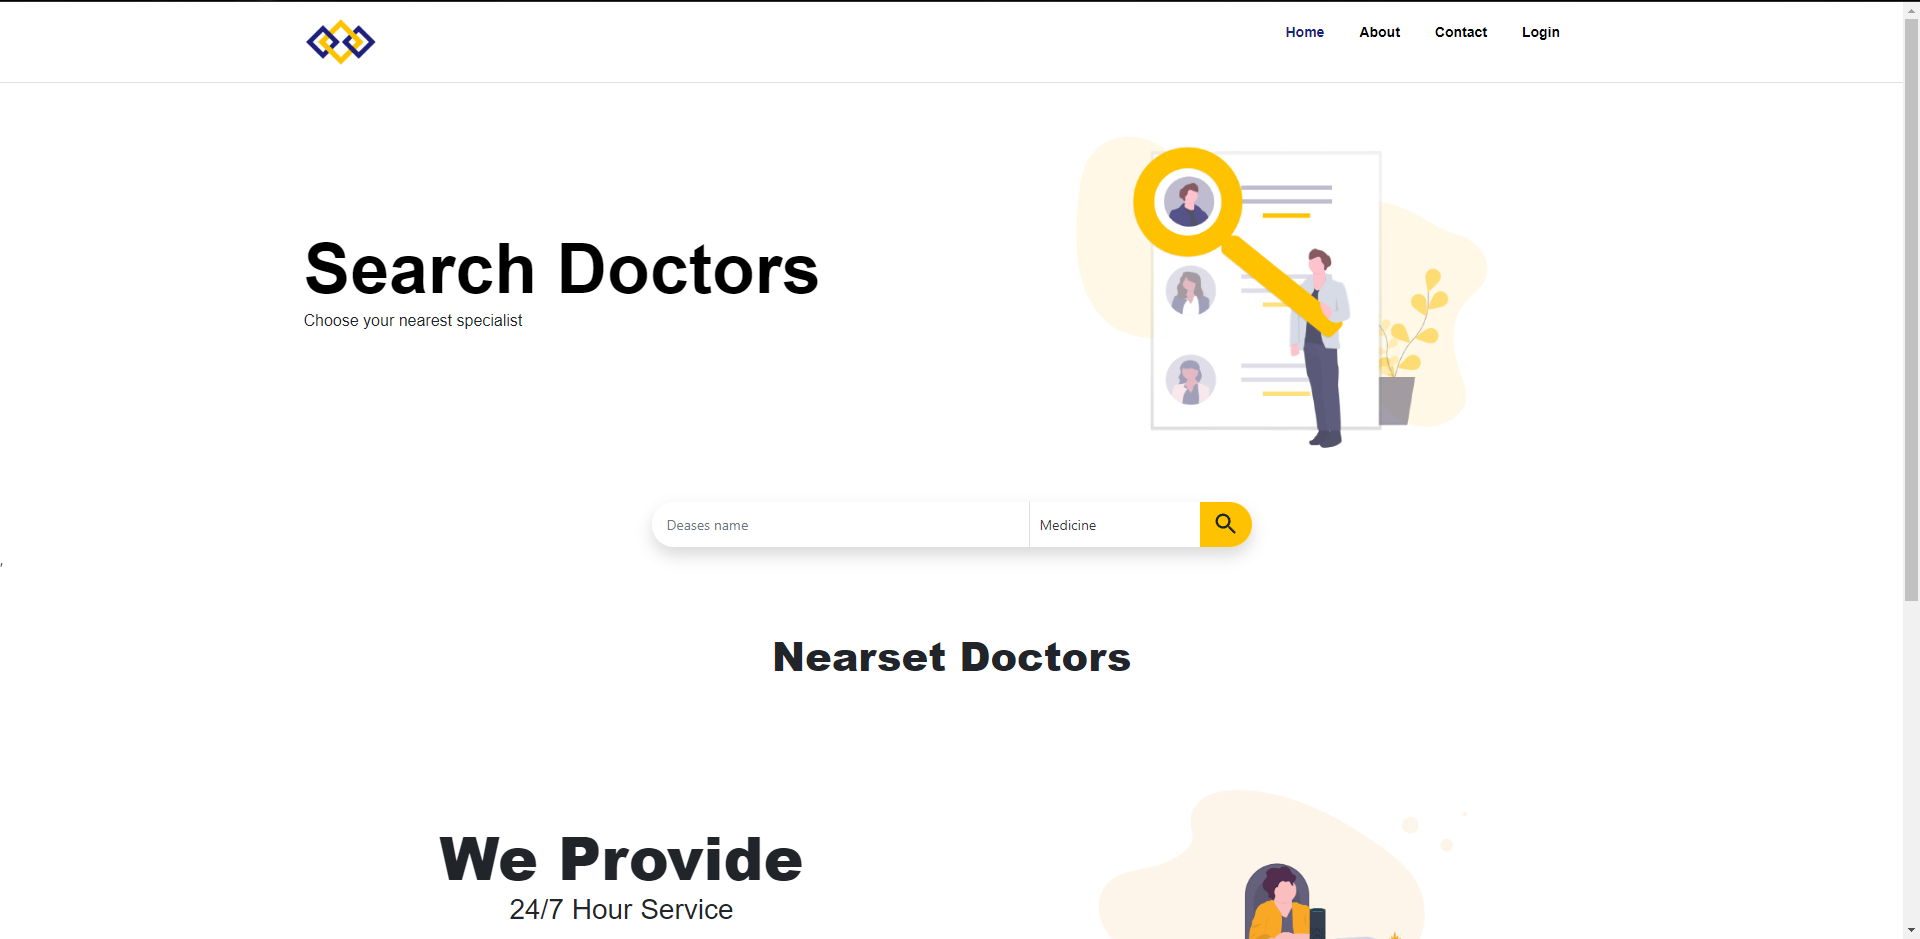 Home About Contact Login
Search Doctors
Choose your nearest specialist
Deases name Medicine
,
Nearset Doctors
We Provide
24/7 Hour Service